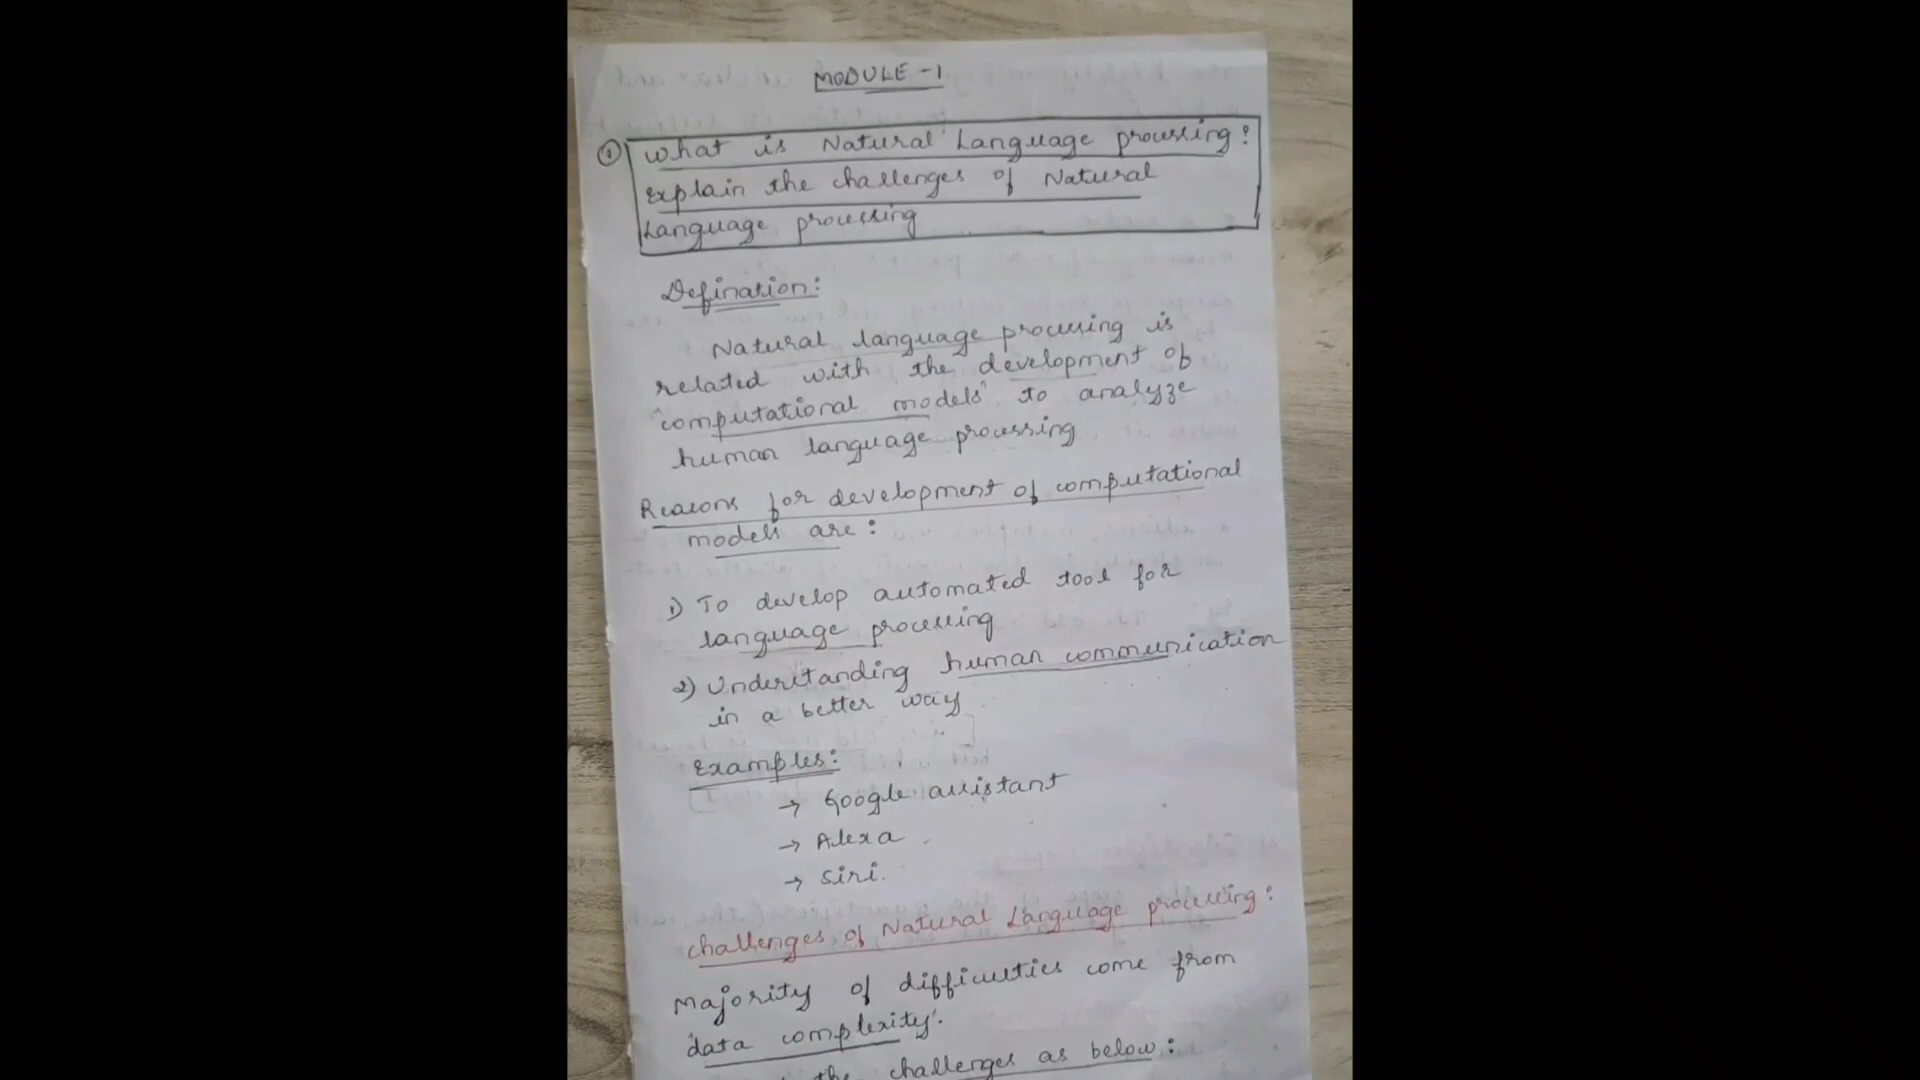 MODULE -1
① What is Natural Language processing?
Explain the challenges of Natural
Language processing
Defination:
Natural language processing is
related with the development of
"computational models" to analyze
human language processing
Reasons for development of computational
models are:
1) To develop automated tool for
language processing
2) Understanding human communication
in a better way
Examples:
→ Google assistant
→ Alexa
→ Siri.
challenges of Natural Language processing:
Majority of difficulties come from
"data complexity".
the challenges as below: